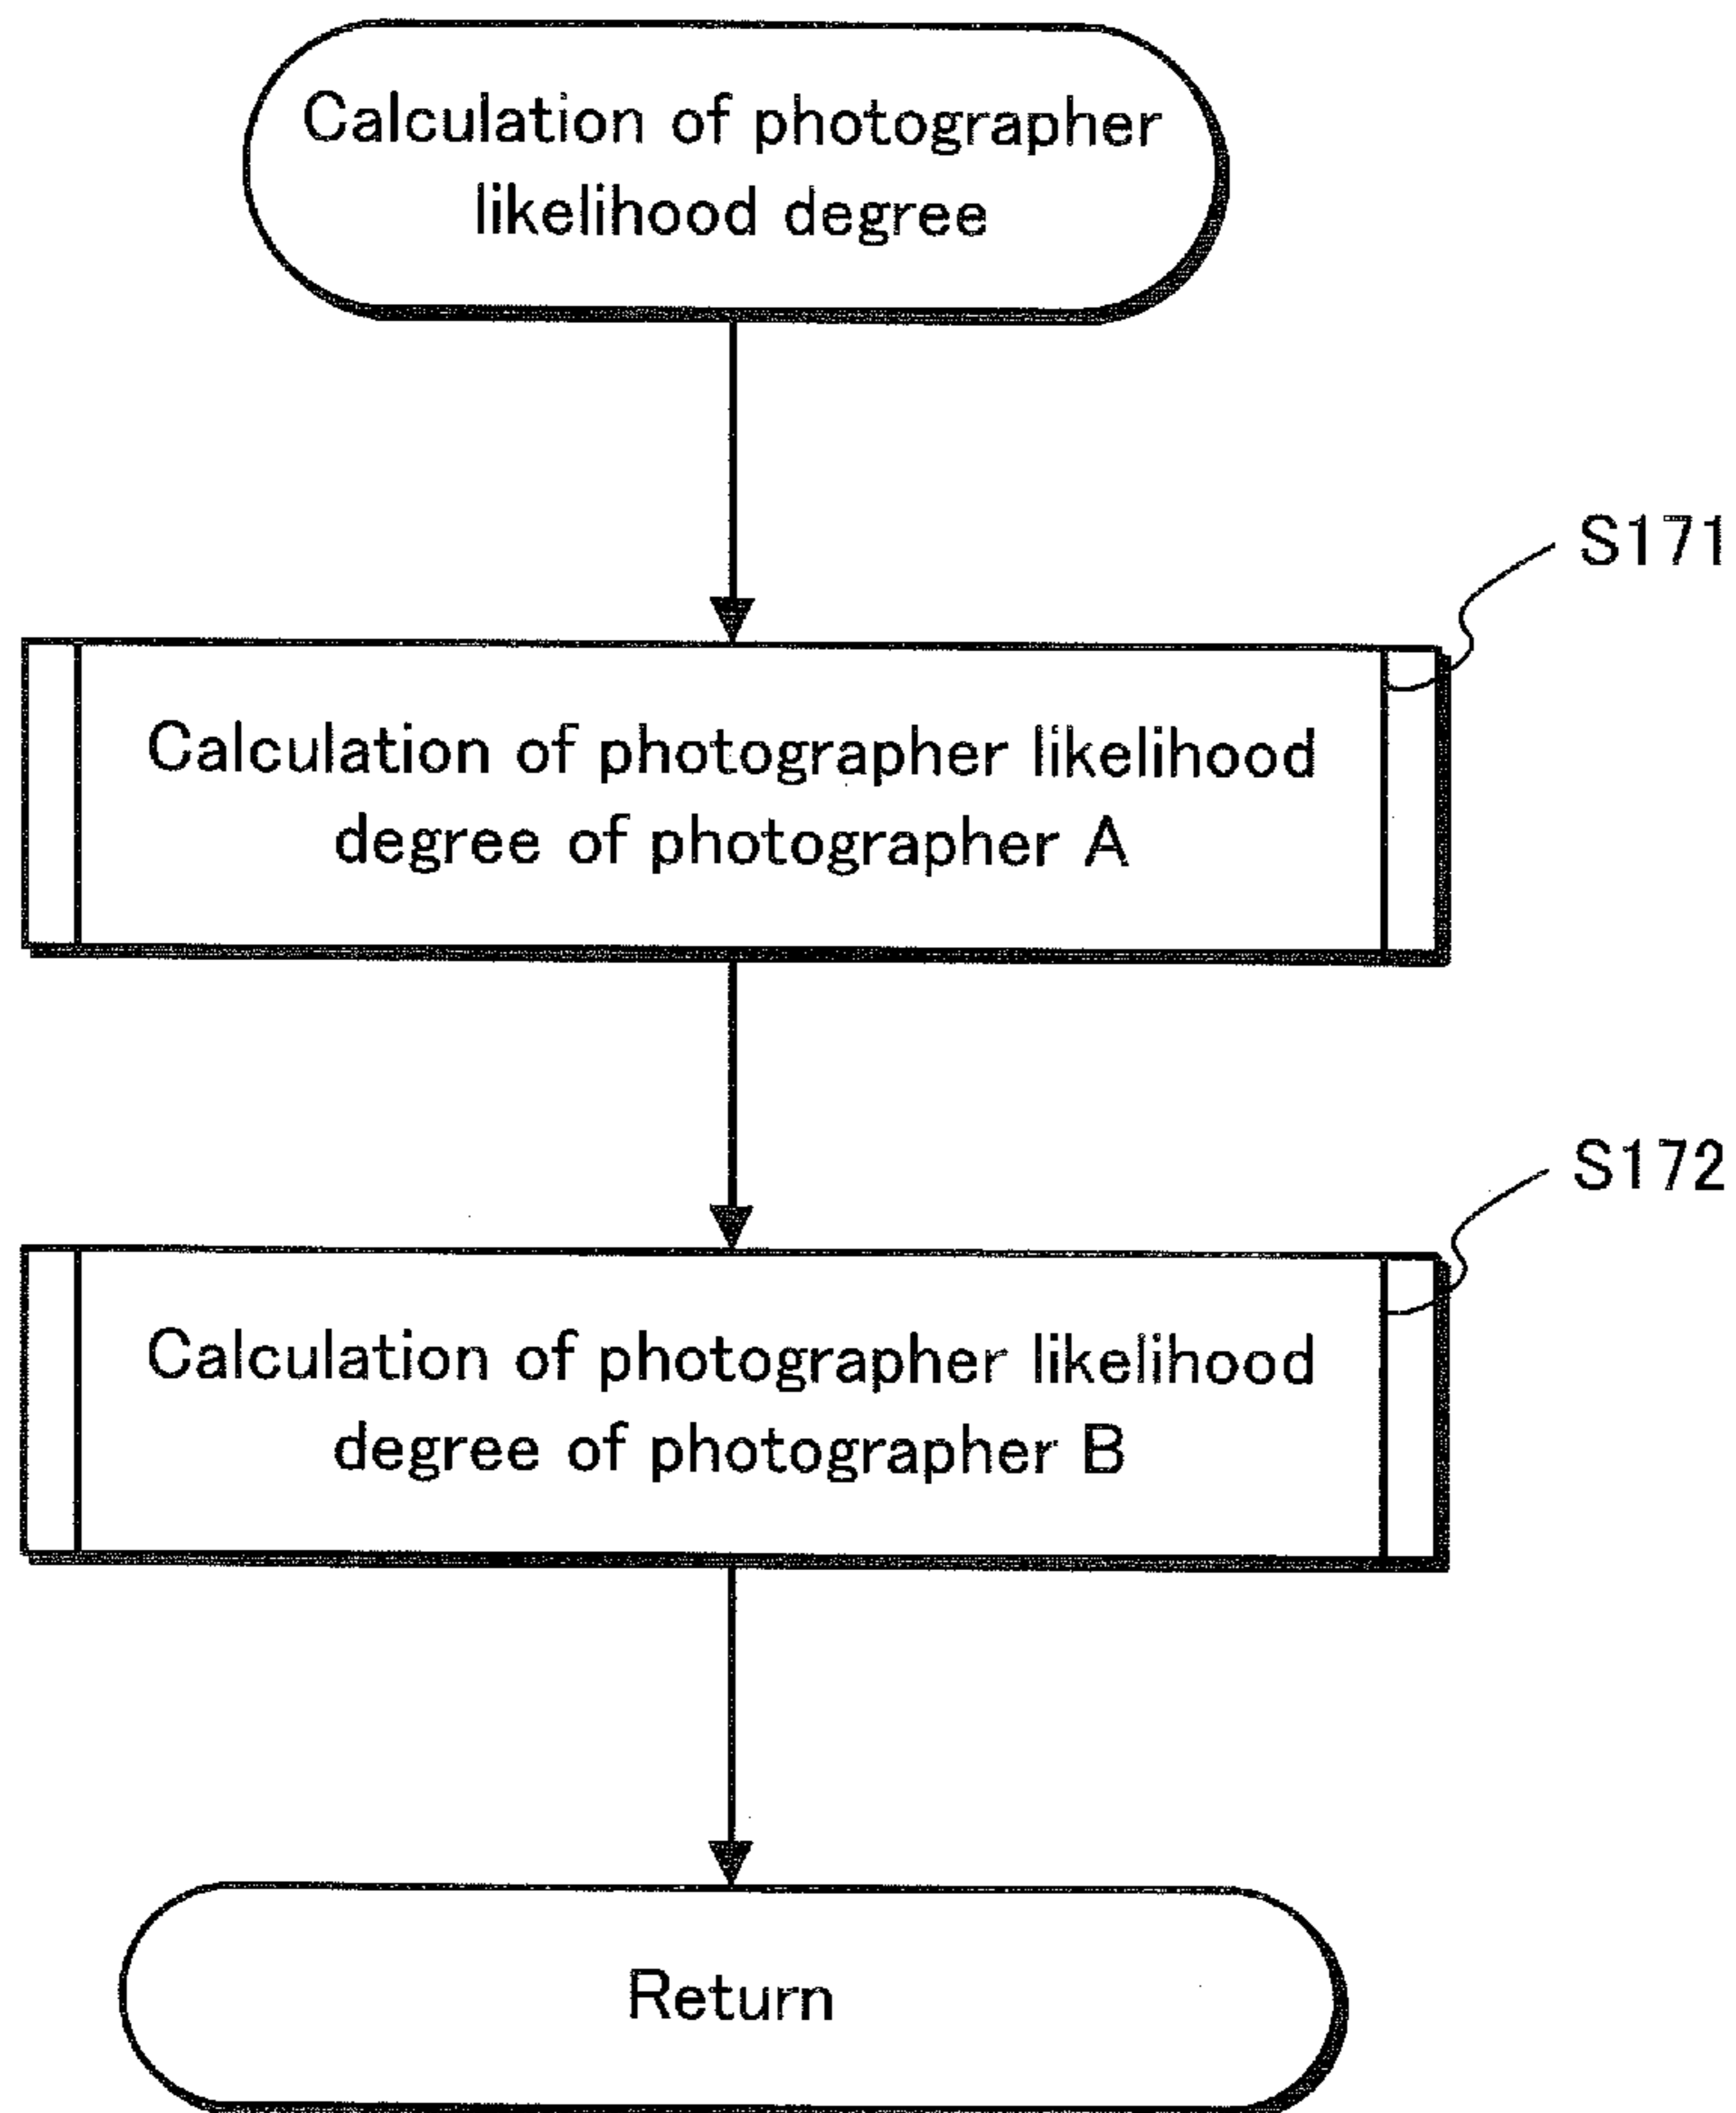 Calculation of photographer
likelihood degree
S171
Calculation of photographer likelihood
degree of photographer A
S172
Calculation of photographer likelihood
degree of photographer B
Return